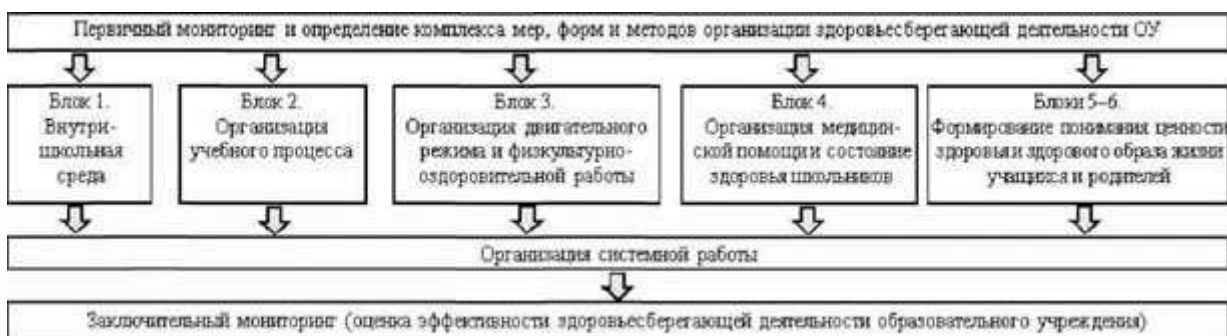 Первичный мониторинг и определение комплекса мер, форм и методов организации здоровьесберегающей деятельности ОУ
Блок 1.
Внутри-
школьная
среда
Блок 2.
Организация
учебного процесса
Блок 3.
Организация двигательного
режима и физкультурно-
оздоровительной работы
Блок 4.
Организация медицин-
ской помощи и состояние
здоровья школьников
Блоки 5–6.
Формирование понимания ценности
здоровья и здорового образа жизни
учащихся и родителей
Организация системной работы
Заключительный мониторинг (оценка эффективности здоровьесберегающей деятельности образовательного учреждения)